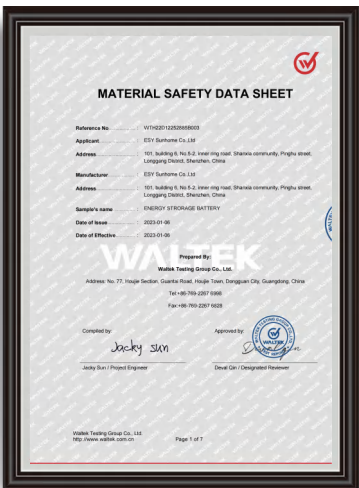 MATERIAL SAFETY DATA SHEET
Reference No : WTH22D12252885B003
Applicant : ESY Sunhome Co.,Ltd
Address : 101, building 6, No.5-2, inner ring road, Shanxia community, Pinghu street,
Longgang District, Shenzhen, China
Manufacturer : ESY Sunhome Co.,Ltd
Address : 101, building 6, No.5-2, inner ring road, Shanxia community, Pinghu street,
Longgang District, Shenzhen, China
Sample's name : ENERGY STRORAGE BATTERY
Date of Issue : 2023-01-06
Date of Effective : 2023-01-06
WALTEK
Prepared By:
Waltek Testing Group Co., Ltd.
Address: No. 77, Houjie Section, Guantai Road, Houjie Town, Dongguan City, Guangdong, China
Tel:+86-769-2267 6998
Fax:+86-769-2267 6828
Compiled by:
Approved by:
Jacky Sun
WALTEK
Jacky Sun / Project Engineer
Deval Qin / Designated Reviewer
Waltek Testing Group Co., Ltd.
http://www.waltek.com.cn
Page 1 of 7